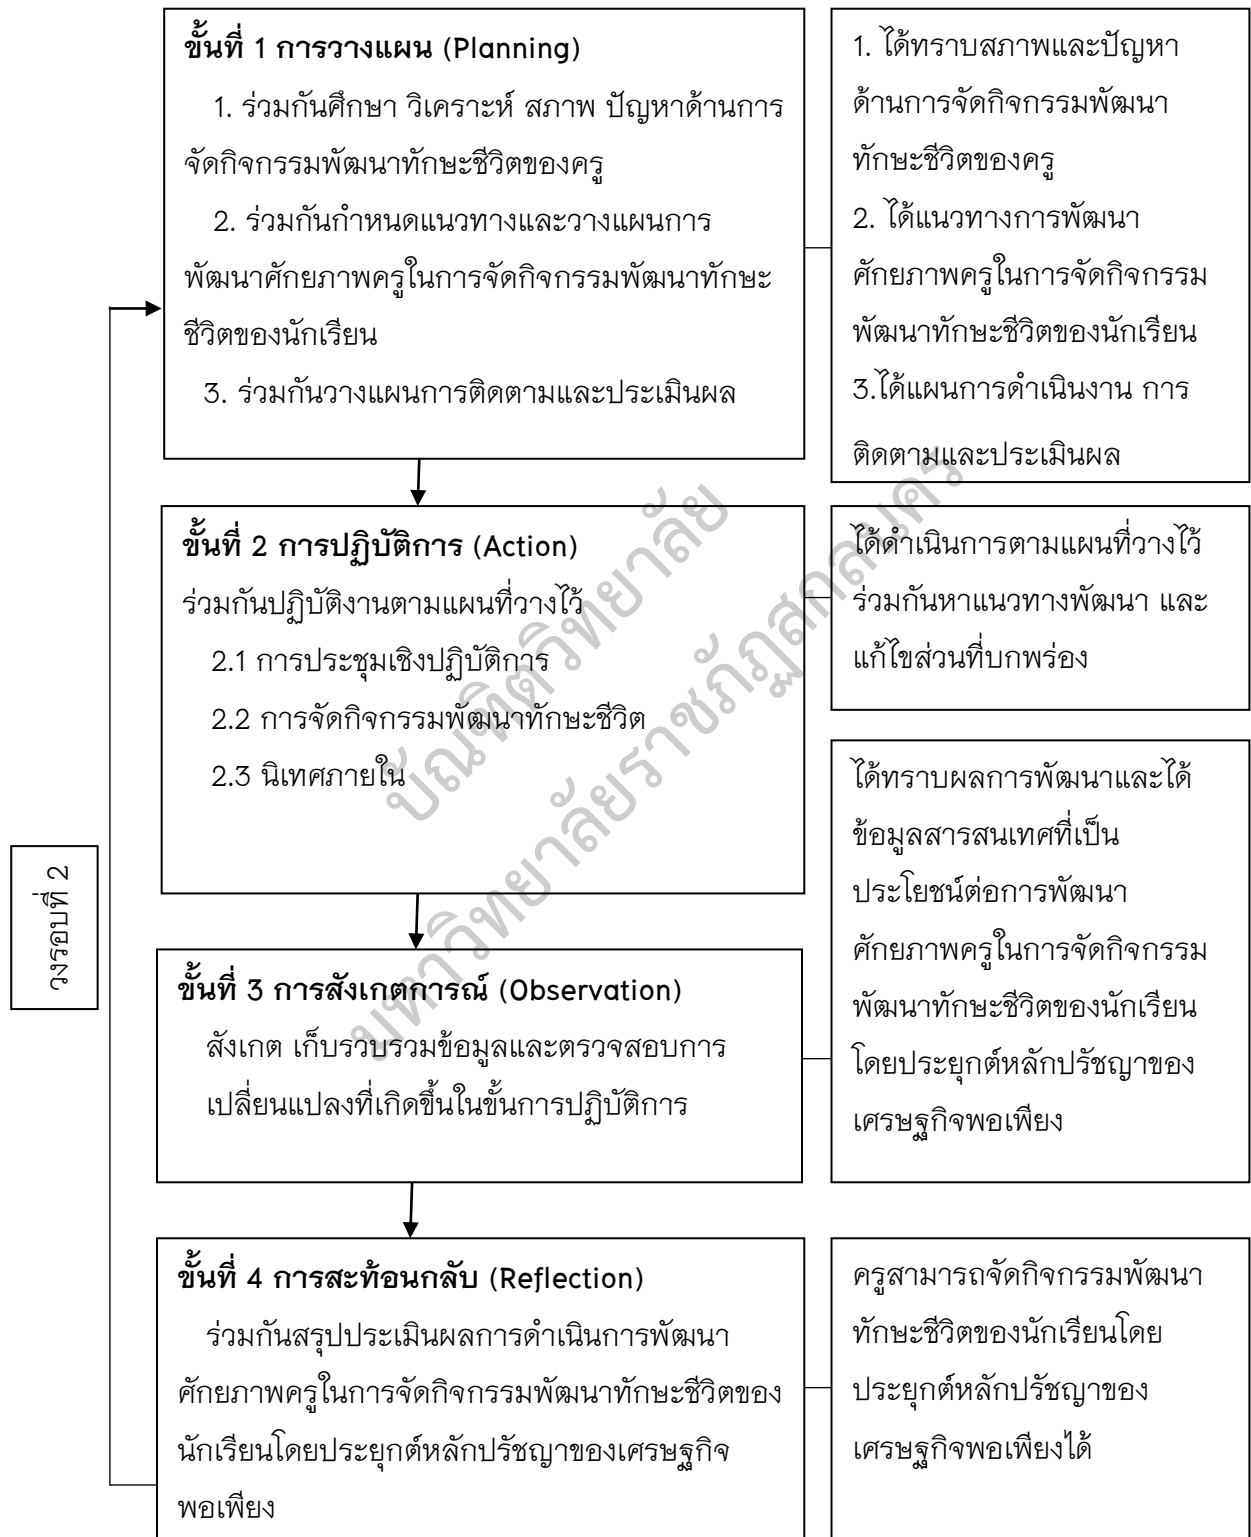 ขั้นที่ 1 การวางแผน (Planning)
1. ร่วมกันศึกษา วิเคราะห์ สภาพ ปัญหาด้านการ
จัดกิจกรรมพัฒนาทักษะชีวิตของครู
2. ร่วมกันกำหนดแนวทางและวางแผนการ
พัฒนาศักยภาพครูในการจัดกิจกรรมพัฒนาทักษะ
ชีวิตของนักเรียน
3. ร่วมกันวางแผนการติดตามและประเมินผล
1. ได้ทราบสภาพและปัญหา
ด้านการจัดกิจกรรมพัฒนา
ทักษะชีวิตของครู
2. ได้แนวทางการพัฒนา
ศักยภาพครูในการจัดกิจกรรม
พัฒนาทักษะชีวิตของนักเรียน
3.ได้แผนการดำเนินงาน การ
ติดตามและประเมินผล
ขั้นที่ 2 การปฏิบัติการ (Action)
ร่วมกันปฏิบัติงานตามแผนที่วางไว้
2.1 การประชุมเชิงปฏิบัติการ
2.2 การจัดกิจกรรมพัฒนาทักษะชีวิต
2.3 นิเทศภายใน
ได้ดำเนินการตามแผนที่วางไว้
ร่วมกันหาแนวทางพัฒนา และ
แก้ไขส่วนที่บกพร่อง
วงรอบที่ 2
ขั้นที่ 3 การสังเกตการณ์ (Observation)
สังเกต เก็บรวบรวมข้อมูลและตรวจสอบการ
เปลี่ยนแปลงที่เกิดขึ้นในขั้นการปฏิบัติการ
ได้ทราบผลการพัฒนาและได้
ข้อมูลสารสนเทศที่เป็น
ประโยชน์ต่อการพัฒนา
ศักยภาพครูในการจัดกิจกรรม
พัฒนาทักษะชีวิตของนักเรียน
โดยประยุกต์หลักปรัชญาของ
เศรษฐกิจพอเพียง
ขั้นที่ 4 การสะท้อนกลับ (Reflection)
ร่วมกันสรุปประเมินผลการดำเนินการพัฒนา
ศักยภาพครูในการจัดกิจกรรมพัฒนาทักษะชีวิตของ
นักเรียนโดยประยุกต์หลักปรัชญาของเศรษฐกิจ
พอเพียง
ครูสามารถจัดกิจกรรมพัฒนา
ทักษะชีวิตของนักเรียนโดย
ประยุกต์หลักปรัชญาของ
เศรษฐกิจพอเพียงได้
บัณฑิตวิทยาลัย
มหาวิทยาลัยราชภัฏสกลนคร